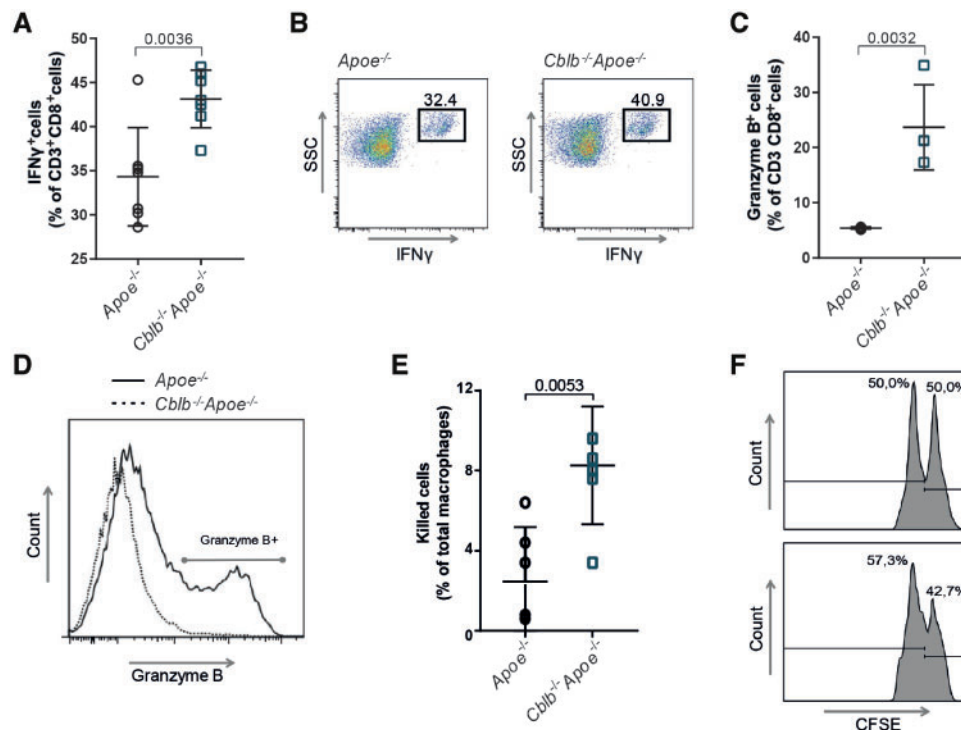 A
0.0036
IFNγ⁺cells
(% of CD3⁺CD8⁺cells)
50
45
40
35
30
25
Apoe⁻/⁻
Cblb⁻/⁻Apoe⁻/⁻
B
Apoe⁻/⁻
Cblb⁻/⁻Apoe⁻/⁻
32.4
40.9
SSC
SSC
IFNγ
IFNγ
C
0.0032
Granzyme B⁺ cells
(% of CD3 CD8⁺cells)
40
30
20
10
0
Apoe⁻/⁻
Cblb⁻/⁻Apoe⁻/⁻
D
Apoe⁻/⁻
Cblb⁻/⁻Apoe⁻/⁻
Count
Granzyme B+
Granzyme B
E
0.0053
Killed cells
(% of total macrophages)
12
8
4
0
Apoe⁻/⁻
Cblb⁻/⁻Apoe⁻/⁻
F
50,0%
50,0%
Count
57,3%
42,7%
Count
CFSE